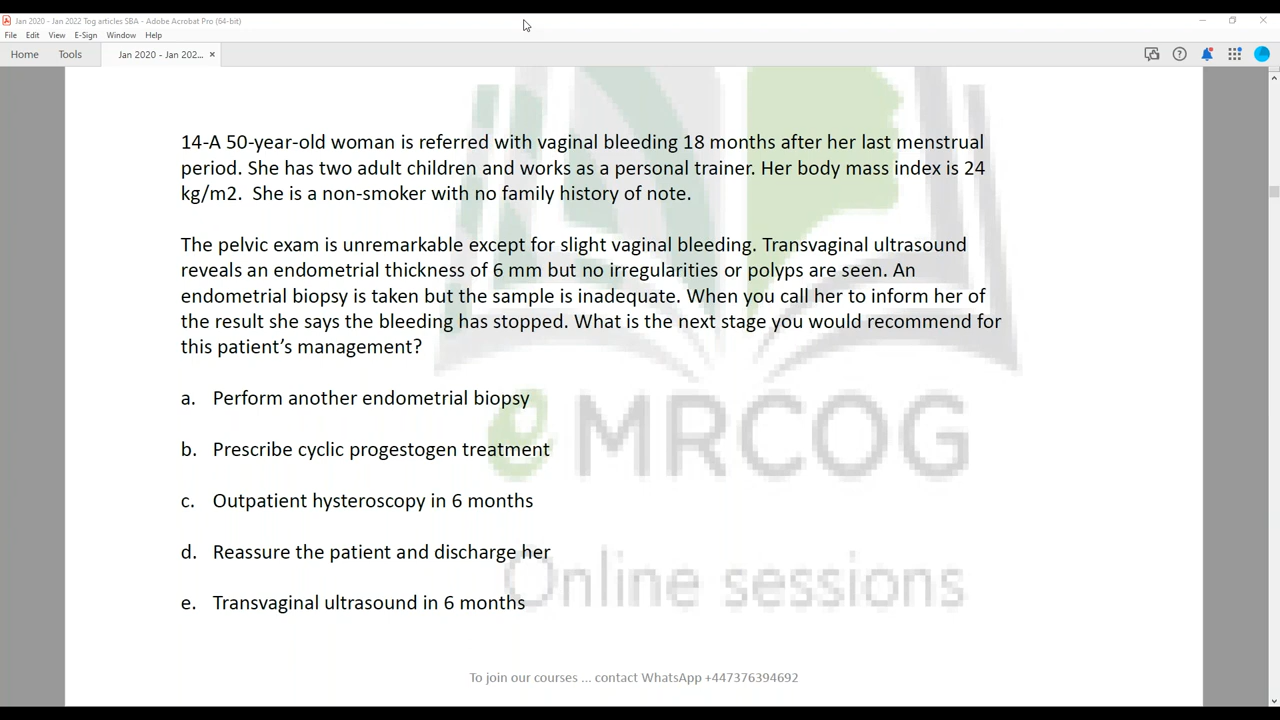 Jan 2020 - Jan 2022 Tog articles SBA - Adobe Acrobat Pro (64-bit)
File Edit View E-Sign Window Help
Home Tools Jan 2020 - Jan 202... ×
14-A 50-year-old woman is referred with vaginal bleeding 18 months after her last menstrual
period. She has two adult children and works as a personal trainer. Her body mass index is 24
kg/m2.  She is a non-smoker with no family history of note.
The pelvic exam is unremarkable except for slight vaginal bleeding. Transvaginal ultrasound
reveals an endometrial thickness of 6 mm but no irregularities or polyps are seen. An
endometrial biopsy is taken but the sample is inadequate. When you call her to inform her of
the result she says the bleeding has stopped. What is the next stage you would recommend for
this patient’s management?
a. Perform another endometrial biopsy
b. Prescribe cyclic progestogen treatment
c. Outpatient hysteroscopy in 6 months
d. Reassure the patient and discharge her
e. Transvaginal ultrasound in 6 months
eMRCOG
Online sessions
To join our courses ... contact WhatsApp +447376394692